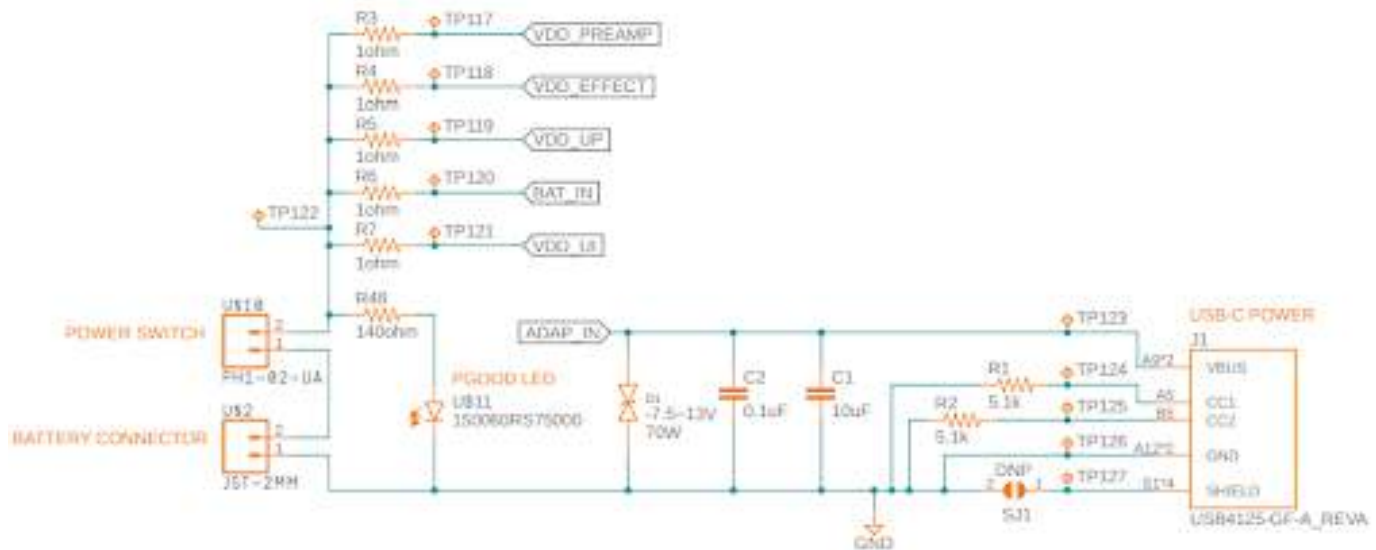 R3
TP117
VDD_PREAMP
1ohm
R4
TP118
VDD_EFFECT
1ohm
R5
TP119
VDD_UP
1ohm
R6
TP120
BAT_IN
1ohm
TP122
R7
TP121
VDD_UI
1ohm
U$10
R48
POWER SWITCH
2
1
140ohm
PH1-02-UA
ADAP_IN
TP123
USB-C POWER
J1
A9*2
VBUS
PGOOD LED
U$11
150060RS75000
D1
-7.5-13V
70W
C2
0.1uF
C1
10uF
R1
5.1k
TP124
A5
CC1
R2
5.1k
TP125
B5
CC2
U$2
BATTERY CONNECTOR
2
1
JST-2MM
TP126
A12*2
GND
DNP
2
1
SJ1
TP127
S1*4
SHIELD
USB4125-GF-A_REVA
GND